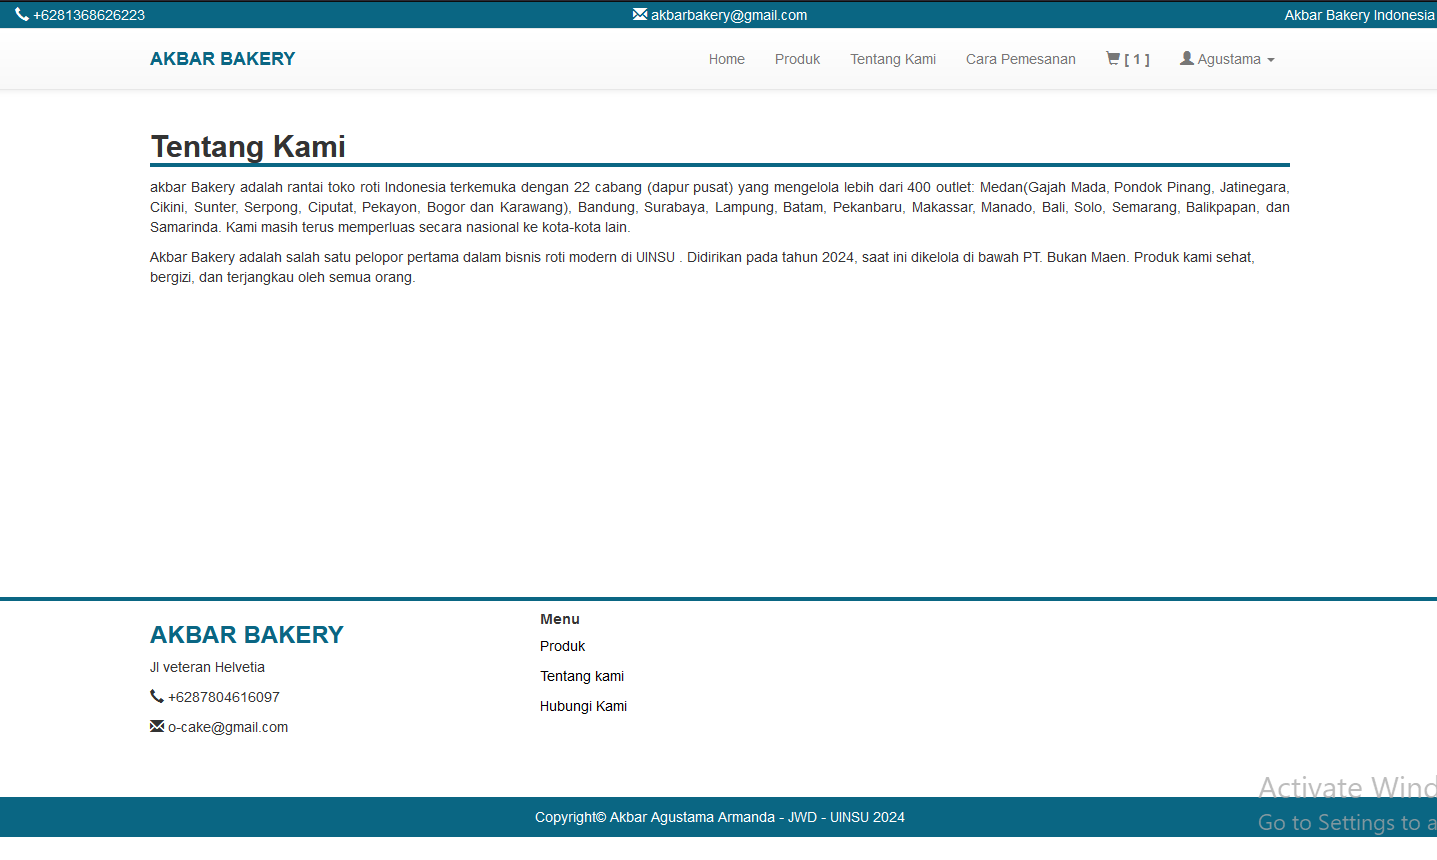 +6281368626223
akbarbakery@gmail.com
Akbar Bakery Indonesia
AKBAR BAKERY
Home
Produk
Tentang Kami
Cara Pemesanan
[ 1 ]
Agustama
Tentang Kami
akbar Bakery adalah rantai toko roti Indonesia terkemuka dengan 22 cabang (dapur pusat) yang mengelola lebih dari 400 outlet: Medan(Gajah Mada, Pondok Pinang, Jatinegara,
Cikini, Sunter, Serpong, Ciputat, Pekayon, Bogor dan Karawang), Bandung, Surabaya, Lampung, Batam, Pekanbaru, Makassar, Manado, Bali, Solo, Semarang, Balikpapan, dan
Samarinda. Kami masih terus memperluas secara nasional ke kota-kota lain.
Akbar Bakery adalah salah satu pelopor pertama dalam bisnis roti modern di UINSU . Didirikan pada tahun 2024, saat ini dikelola di bawah PT. Bukan Maen. Produk kami sehat,
bergizi, dan terjangkau oleh semua orang.
AKBAR BAKERY
Jl veteran Helvetia
+6287804616097
o-cake@gmail.com
Menu
Produk
Tentang kami
Hubungi Kami
Activate Wind
Go to Settings to a
Copyright© Akbar Agustama Armanda - JWD - UINSU 2024